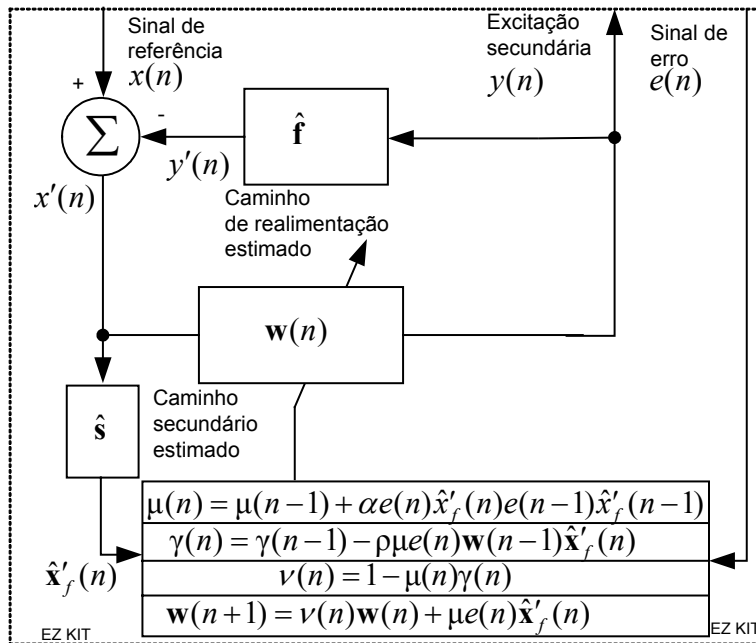 Sinal de
referência
x(n)
+
Σ
-
x′(n)
y′(n)
f̂
Excitação
secundária
y(n)
Sinal de
erro
e(n)
Caminho
de realimentação
estimado
w(n)
ŝ
Caminho
secundário
estimado
x̂′_f(n)
μ(n) = μ(n−1) + αe(n)x̂′_f(n)e(n−1)x̂′_f(n−1)
γ(n) = γ(n−1) − ρμe(n)w(n−1)x̂′_f(n)
ν(n) = 1 − μ(n)γ(n)
w(n+1) = ν(n)w(n) + μe(n)x̂′_f(n)
EZ KIT
EZ KIT